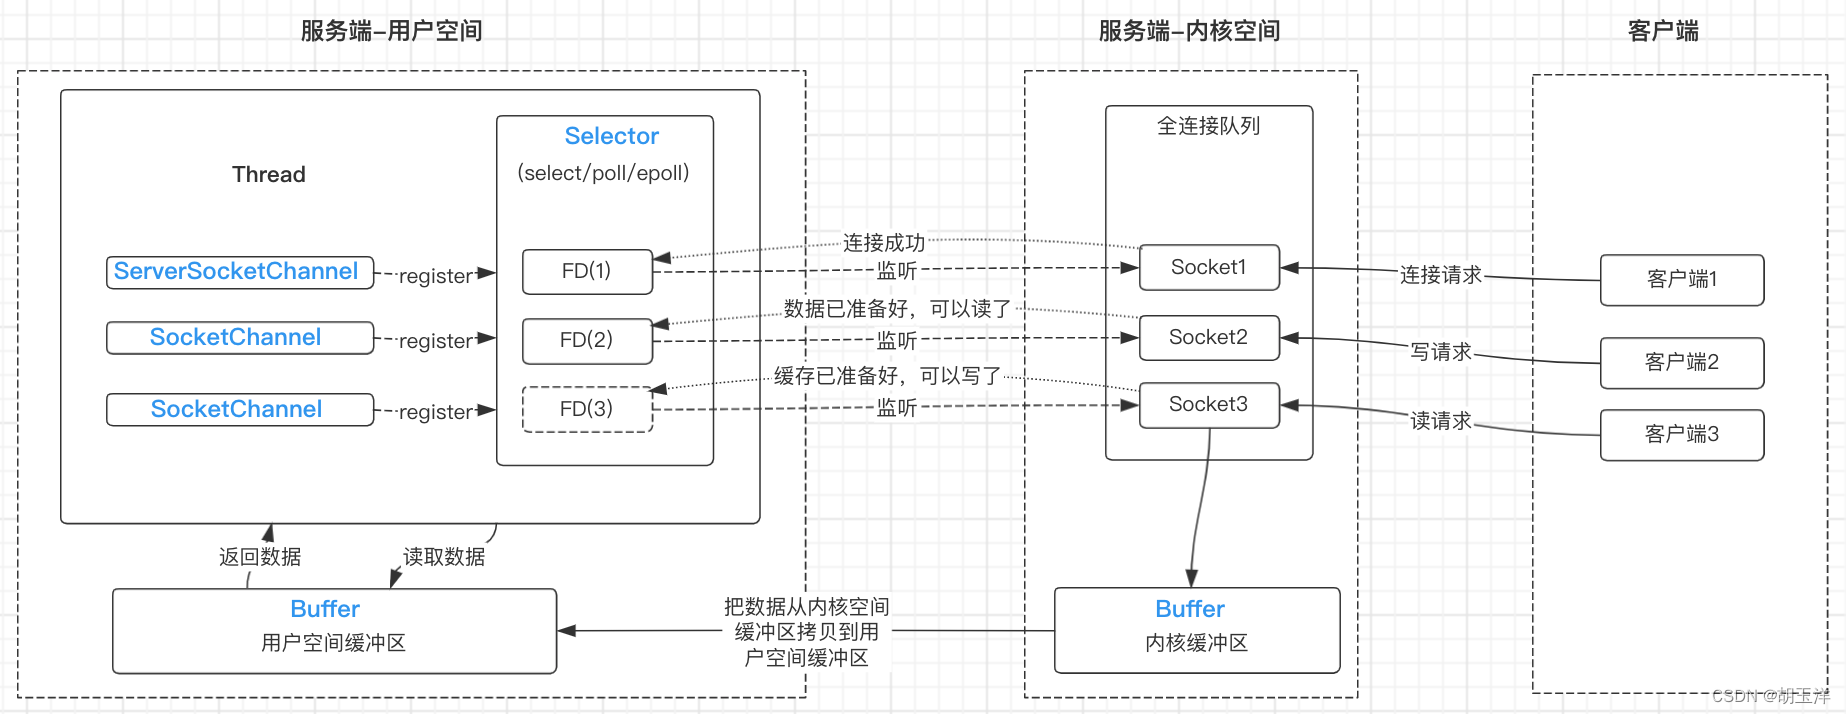 服务端-用户空间
服务端-内核空间
客户端
Thread
Selector
(select/poll/epoll)
全连接队列
ServerSocketChannel
register
FD(1)
连接成功
监听
Socket1
连接请求
客户端1
SocketChannel
register
FD(2)
数据已准备好，可以读了
监听
Socket2
写请求
客户端2
SocketChannel
register
FD(3)
缓存已准备好，可以写了
监听
Socket3
读请求
客户端3
返回数据
读取数据
Buffer
用户空间缓冲区
把数据从内核空间
缓冲区拷贝到用
户空间缓冲区
Buffer
内核缓冲区
CSDN @胡玉洋